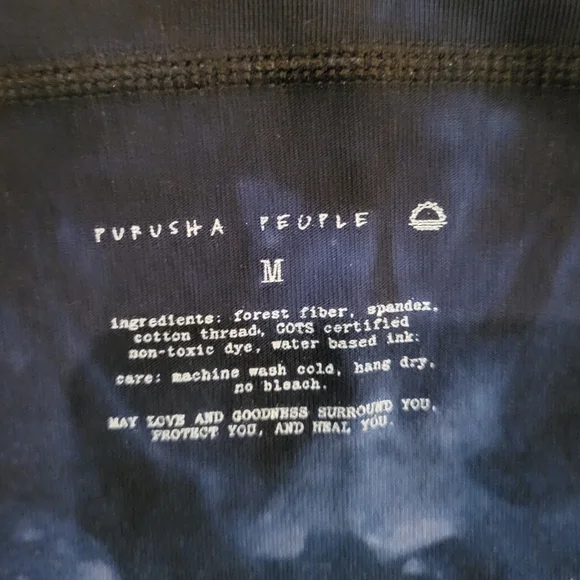 PURUSHA PEOPLE
M
ingredients: forest fiber, spandex,
cotton thread, GOTS certified
non-toxic dye, water based ink.
care: machine wash cold, hang dry,
no bleach.
MAY LOVE AND GOODNESS SURROUND YOU,
PROTECT YOU, AND HEAL YOU.